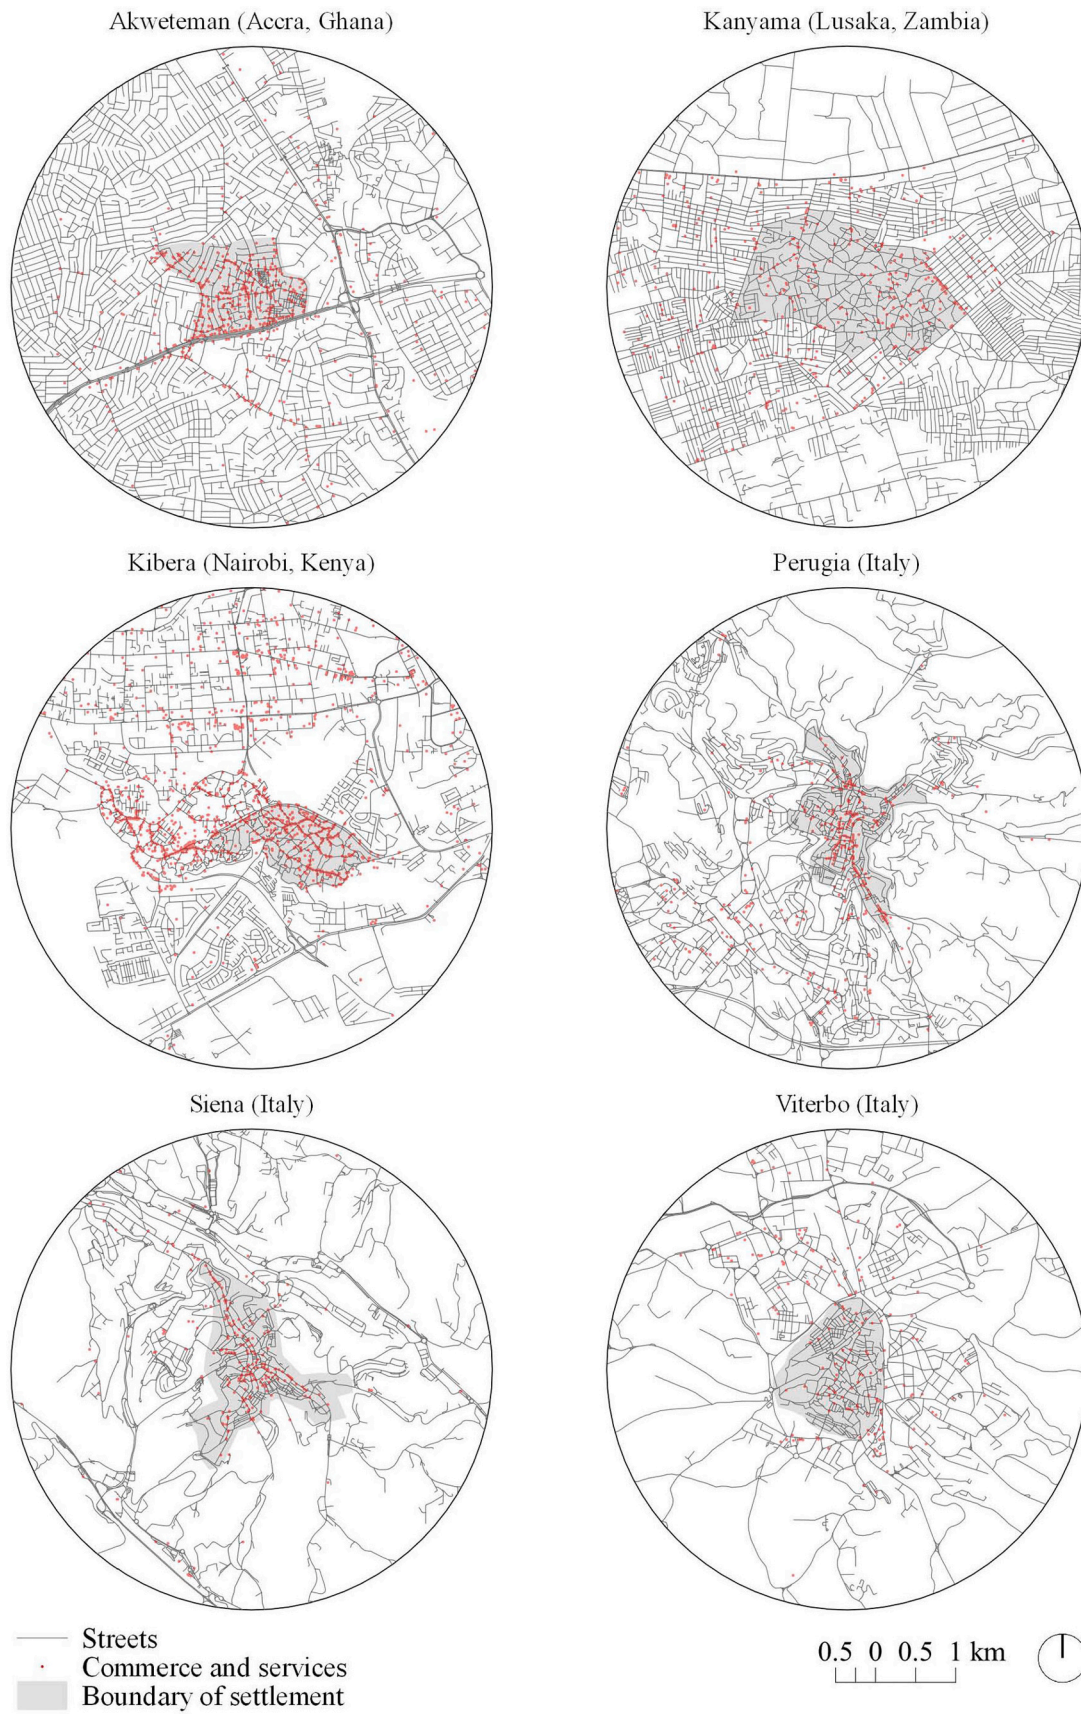 Akweteman (Accra, Ghana)
Kanyama (Lusaka, Zambia)
Kibera (Nairobi, Kenya)
Perugia (Italy)
Siena (Italy)
Viterbo (Italy)
Streets
Commerce and services
Boundary of settlement
0.5 0 0.5 1 km